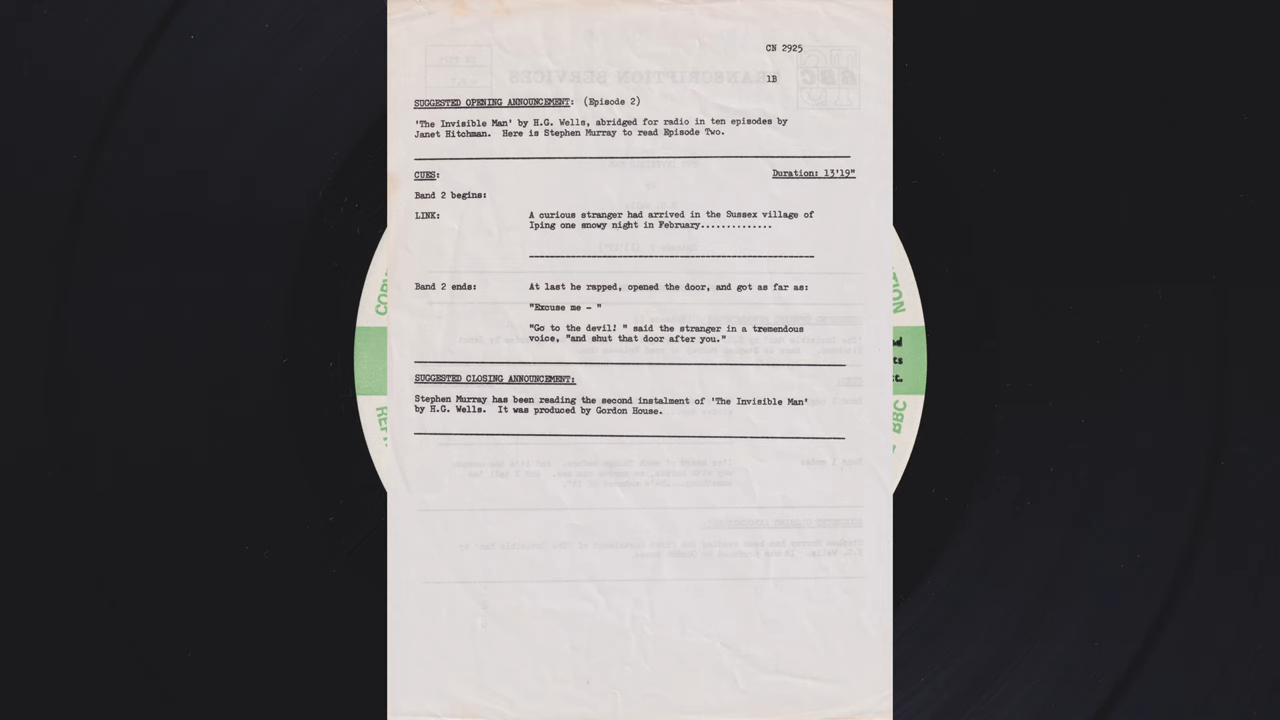 CN 2925
1B
SUGGESTED OPENING ANNOUNCEMENT: (Episode 2)
'The Invisible Man' by H.G. Wells, abridged for radio in ten episodes by
Janet Hitchman. Here is Stephen Murray to read Episode Two.
CUES:
Duration: 13'19"
Band 2 begins:
LINK:
A curious stranger had arrived in the Sussex village of
Iping one snowy night in February..............
Band 2 ends:
At last he rapped, opened the door, and got as far as:
"Excuse me - "
"Go to the devil! " said the stranger in a tremendous
voice, "and shut that door after you."
SUGGESTED CLOSING ANNOUNCEMENT:
Stephen Murray has been reading the second instalment of 'The Invisible Man'
by H.G. Wells. It was produced by Gordon House.
TRANSCRIPTION SERVICES
BBC